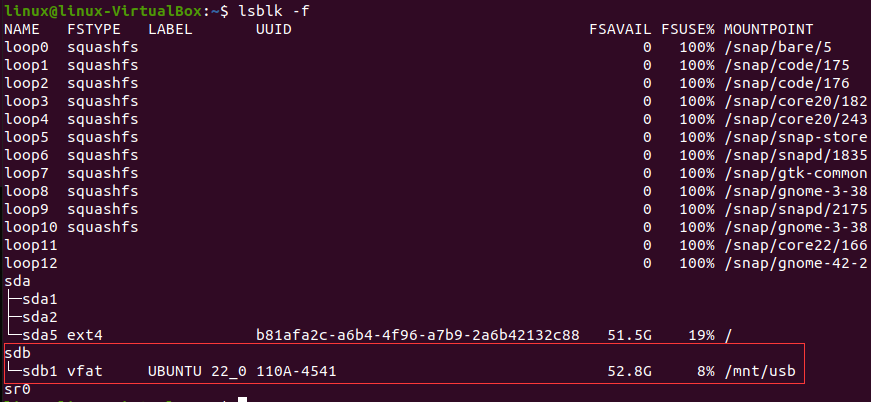 linux@linux-VirtualBox:~$ lsblk -f
NAME FSTYPE LABEL UUID FSAVAIL FSUSE% MOUNTPOINT
loop0 squashfs 0 100% /snap/bare/5
loop1 squashfs 0 100% /snap/code/175
loop2 squashfs 0 100% /snap/code/176
loop3 squashfs 0 100% /snap/core20/182
loop4 squashfs 0 100% /snap/core20/243
loop5 squashfs 0 100% /snap/snap-store
loop6 squashfs 0 100% /snap/snapd/1835
loop7 squashfs 0 100% /snap/gtk-common
loop8 squashfs 0 100% /snap/gnome-3-38
loop9 squashfs 0 100% /snap/snapd/2175
loop10 squashfs 0 100% /snap/gnome-3-38
loop11 0 100% /snap/core22/166
loop12 0 100% /snap/gnome-42-2
sda
├─sda1
├─sda2
└─sda5 ext4 b81afa2c-a6b4-4f96-a7b9-2a6b42132c88 51.5G 19% /
sdb
└─sdb1 vfat UBUNTU 22_0 110A-4541 52.8G 8% /mnt/usb
sr0